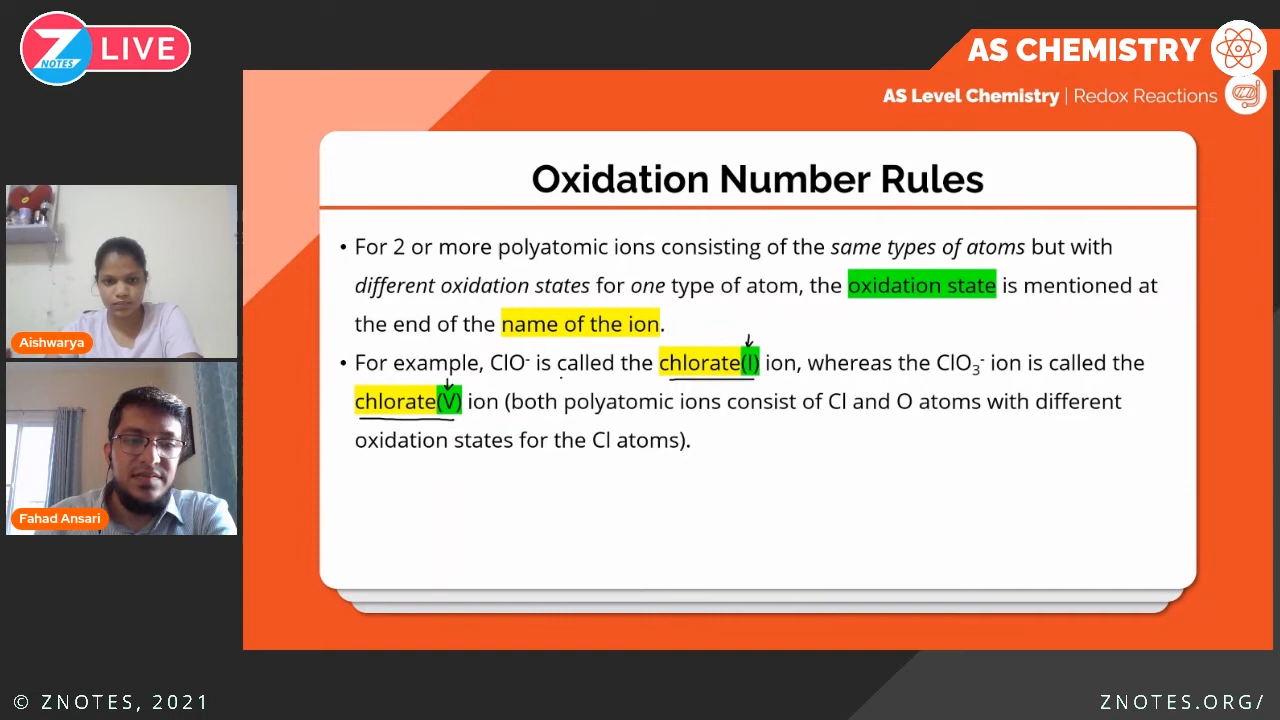 Z NOTES LIVE
AS CHEMISTRY
AS Level Chemistry | Redox Reactions
Oxidation Number Rules
• For 2 or more polyatomic ions consisting of the same types of atoms but with
different oxidation states for one type of atom, the oxidation state is mentioned at
the end of the name of the ion.
• For example, ClO⁻ is called the chlorate(I) ion, whereas the ClO₃⁻ ion is called the
chlorate(V) ion (both polyatomic ions consist of Cl and O atoms with different
oxidation states for the Cl atoms).
Aishwarya
Fahad Ansari
© ZNOTES, 2021
ZNOTES.ORG/